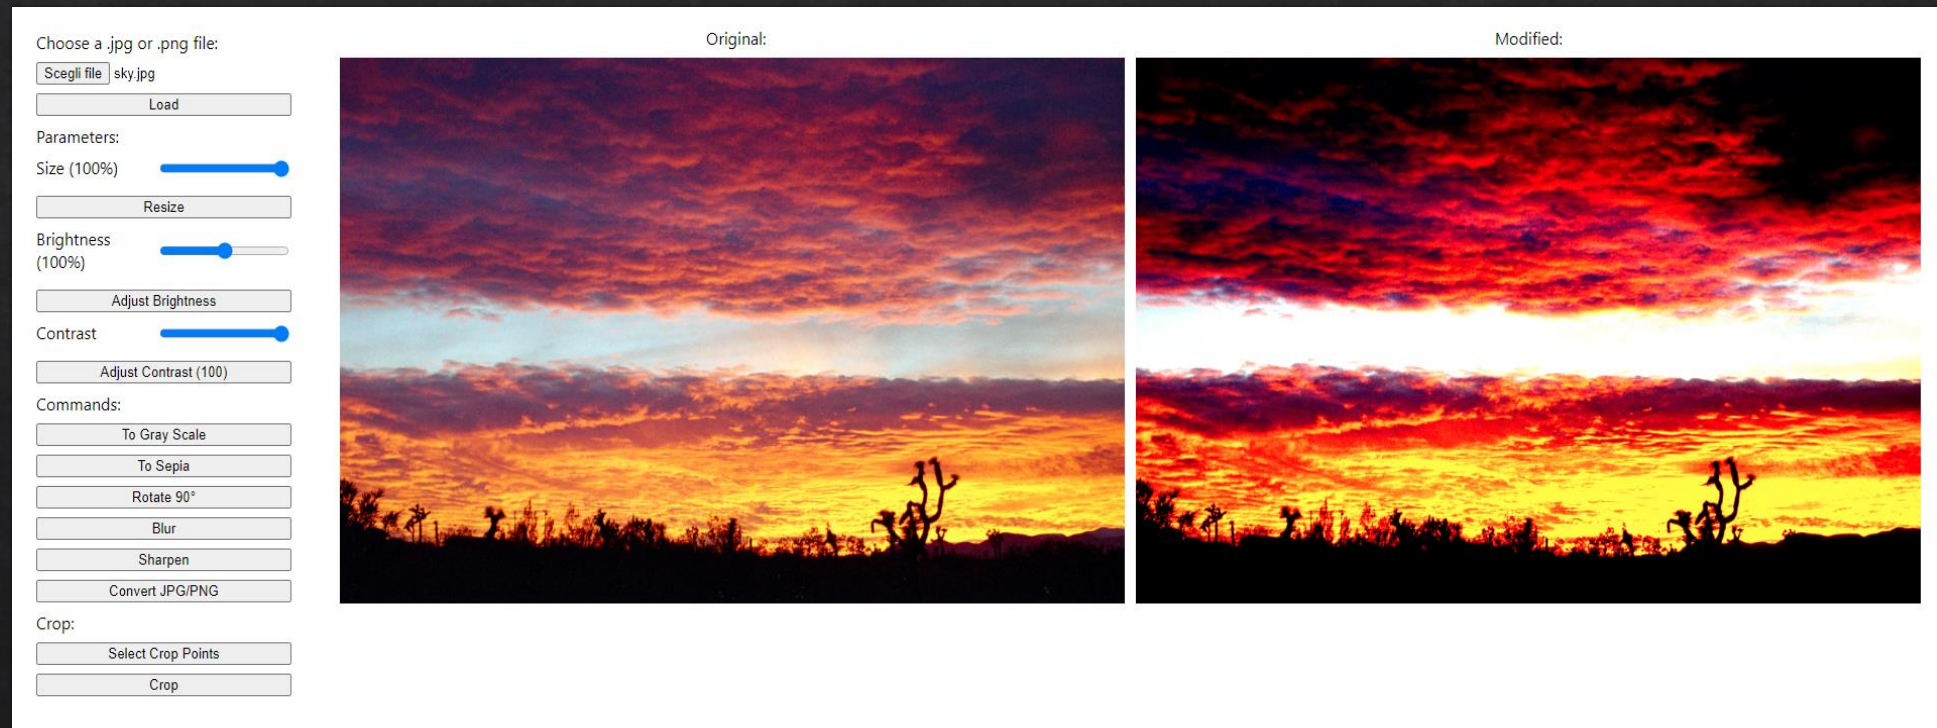 Choose a .jpg or .png file:
Scegli file sky.jpg
Load
Parameters:
Size (100%)
Resize
Brightness
(100%)
Adjust Brightness
Contrast
Adjust Contrast (100)
Commands:
To Gray Scale
To Sepia
Rotate 90°
Blur
Sharpen
Convert JPG/PNG
Crop:
Select Crop Points
Crop
Original:
Modified: